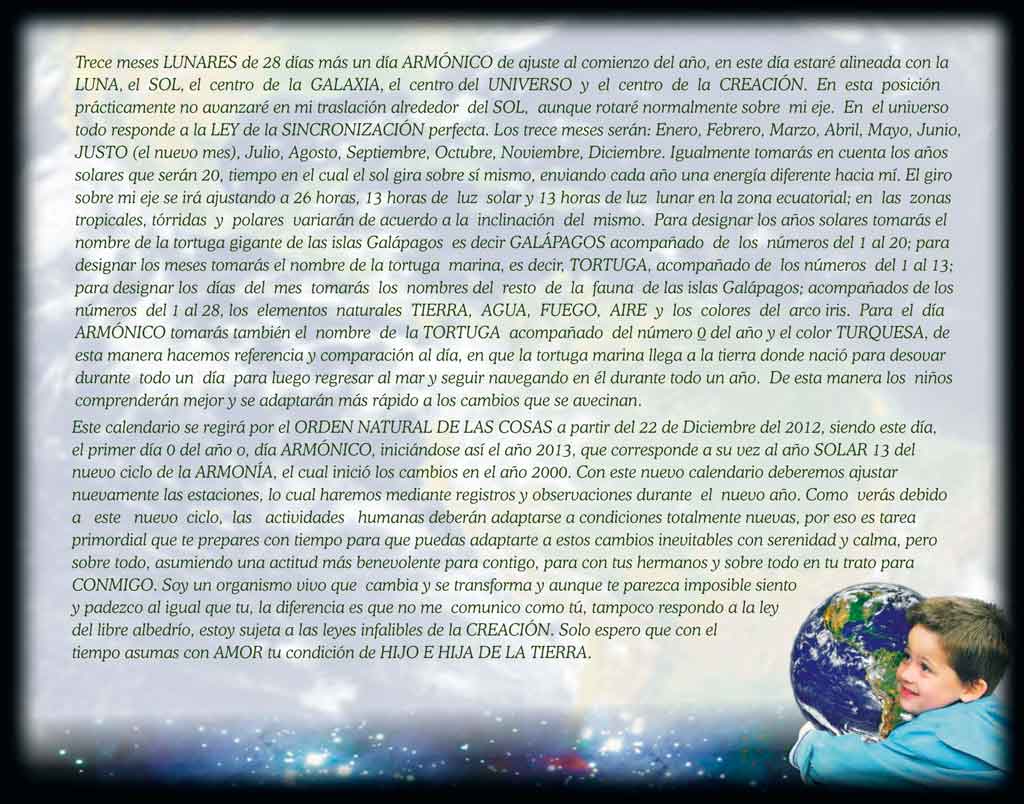 Trece meses LUNARES de 28 días más un día ARMÓNICO de ajuste al comienzo del año, en este día estaré alineada con la
LUNA, el SOL, el centro de la GALAXIA, el centro del UNIVERSO y el centro de la CREACIÓN. En esta posición
prácticamente no avanzaré en mi traslación alrededor del SOL, aunque rotaré normalmente sobre mi eje. En el universo
todo responde a la LEY de la SINCRONIZACIÓN perfecta. Los trece meses serán: Enero, Febrero, Marzo, Abril, Mayo, Junio,
JUSTO (el nuevo mes), Julio, Agosto, Septiembre, Octubre, Noviembre, Diciembre. Igualmente tomarás en cuenta los años
solares que serán 20, tiempo en el cual el sol gira sobre sí mismo, enviando cada año una energía diferente hacia mí. El giro
sobre mi eje se irá ajustando a 26 horas, 13 horas de luz solar y 13 horas de luz lunar en la zona ecuatorial; en las zonas
tropicales, tórridas y polares variarán de acuerdo a la inclinación del mismo. Para designar los años solares tomarás el
nombre de la tortuga gigante de las islas Galápagos es decir GALÁPAGOS acompañado de los números del 1 al 20; para
designar los meses tomarás el nombre de la tortuga marina, es decir, TORTUGA, acompañado de los números del 1 al 13;
para designar los días del mes tomarás los nombres del resto de la fauna de las islas Galápagos; acompañados de los
números del 1 al 28, los elementos naturales TIERRA, AGUA, FUEGO, AIRE y los colores del arco iris. Para el día
ARMÓNICO tomarás también el nombre de la TORTUGA acompañado del número 0 del año y el color TURQUESA, de
esta manera hacemos referencia y comparación al día, en que la tortuga marina llega a la tierra donde nació para desovar
durante todo un día para luego regresar al mar y seguir navegando en él durante todo un año. De esta manera los niños
comprenderán mejor y se adaptarán más rápido a los cambios que se avecinan.
Este calendario se regirá por el ORDEN NATURAL DE LAS COSAS a partir del 22 de Diciembre del 2012, siendo este día,
el primer día 0 del año o, día ARMÓNICO, iniciándose así el año 2013, que corresponde a su vez al año SOLAR 13 del
nuevo ciclo de la ARMONÍA, el cual inició los cambios en el año 2000. Con este nuevo calendario deberemos ajustar
nuevamente las estaciones, lo cual haremos mediante registros y observaciones durante el nuevo año. Como verás debido
a este nuevo ciclo, las actividades humanas deberán adaptarse a condiciones totalmente nuevas, por eso es tarea
primordial que te prepares con tiempo para que puedas adaptarte a estos cambios inevitables con serenidad y calma, pero
sobre todo, asumiendo una actitud más benevolente para contigo, para con tus hermanos y sobre todo en tu trato para
CONMIGO. Soy un organismo vivo que cambia y se transforma y aunque te parezca imposible siento
y padezco al igual que tu, la diferencia es que no me comunico como tú, tampoco respondo a la ley
del libre albedrío, estoy sujeta a las leyes infalibles de la CREACIÓN. Solo espero que con el
tiempo asumas con AMOR tu condición de HIJO E HIJA DE LA TIERRA.